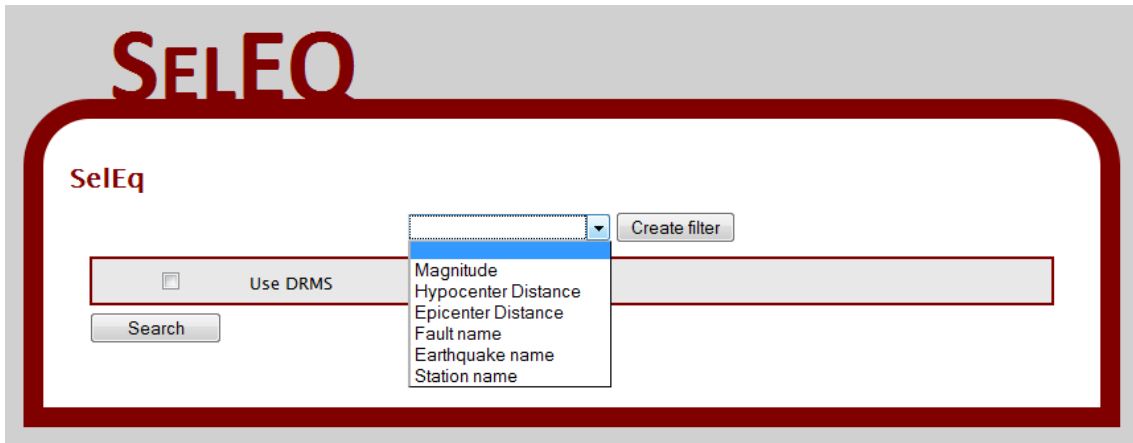 SELEQ
SelEq
Create filter
Use DRMS
Magnitude
Hypocenter Distance
Epicenter Distance
Fault name
Earthquake name
Station name
Search